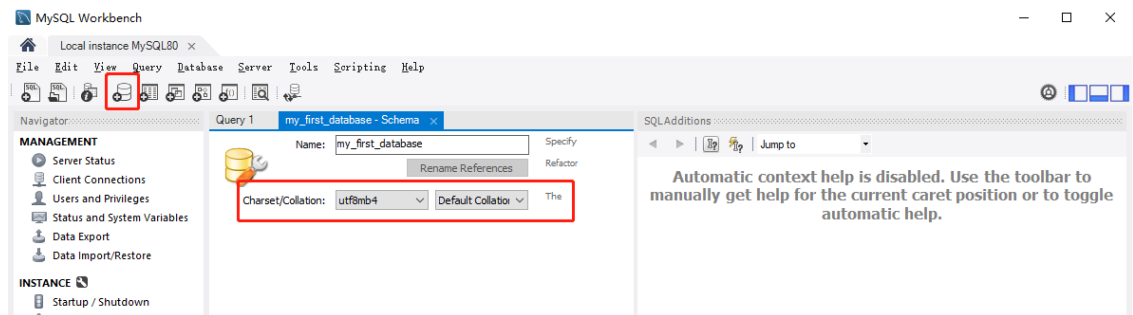 MySQL Workbench
Local instance MySQL80
File Edit View Query Database Server Tools Scripting Help
Navigator
Query 1
my_first_database - Schema
SQLAdditions
MANAGEMENT
Server Status
Client Connections
Users and Privileges
Status and System Variables
Data Export
Data Import/Restore
INSTANCE
Startup / Shutdown
Name: my_first_database
Specify
Rename References
Refactor
Charset/Collation: utf8mb4 Default Collation
The
Jump to
Automatic context help is disabled. Use the toolbar to
manually get help for the current caret position or to toggle
automatic help.